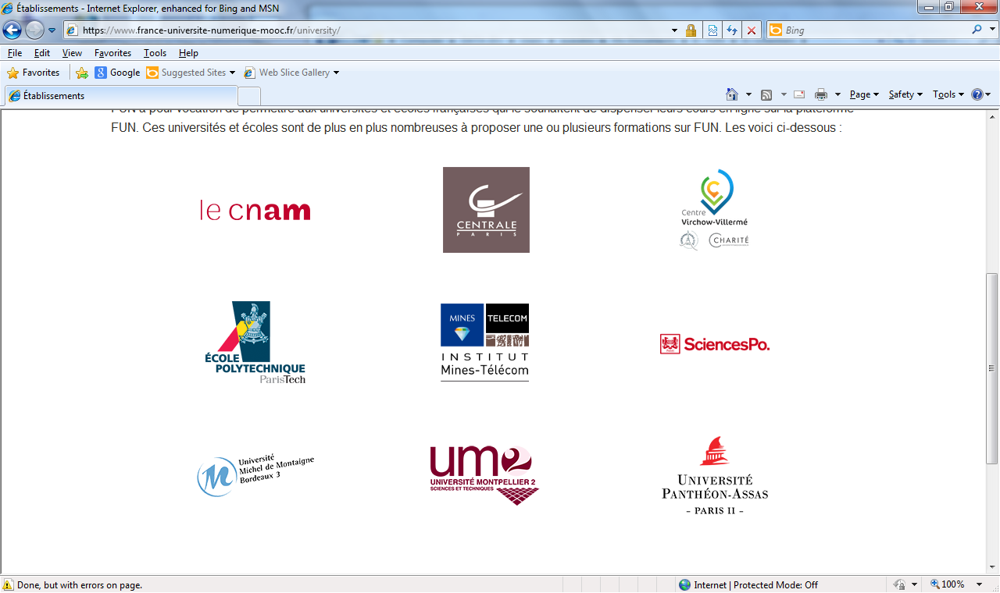 Établissements - Internet Explorer, enhanced for Bing and MSN
https://www.france-universite-numerique-mooc.fr/university/
Bing
File Edit View Favorites Tools Help
Favorites Google Suggested Sites Web Slice Gallery
Établissements
Page Safety Tools
FUN a pour vocation de permettre aux universités et écoles françaises qui le souhaitent de dispenser leurs cours en ligne sur la plateforme
FUN. Ces universités et écoles sont de plus en plus nombreuses à proposer une ou plusieurs formations sur FUN. Les voici ci-dessous :
le cnam
CENTRALE
PARIS
Centre
Virchow-Villermé
CHARITÉ
ÉCOLE
POLYTECHNIQUE
ParisTech
MINES TELECOM
INSTITUT
Mines-Télécom
SciencesPo.
Université
Michel de Montaigne
Bordeaux 3
um2
UNIVERSITÉ MONTPELLIER 2
SCIENCES ET TECHNIQUES
UNIVERSITÉ
PANTHÉON-ASSAS
- PARIS II -
Done, but with errors on page.
Internet | Protected Mode: Off
100%